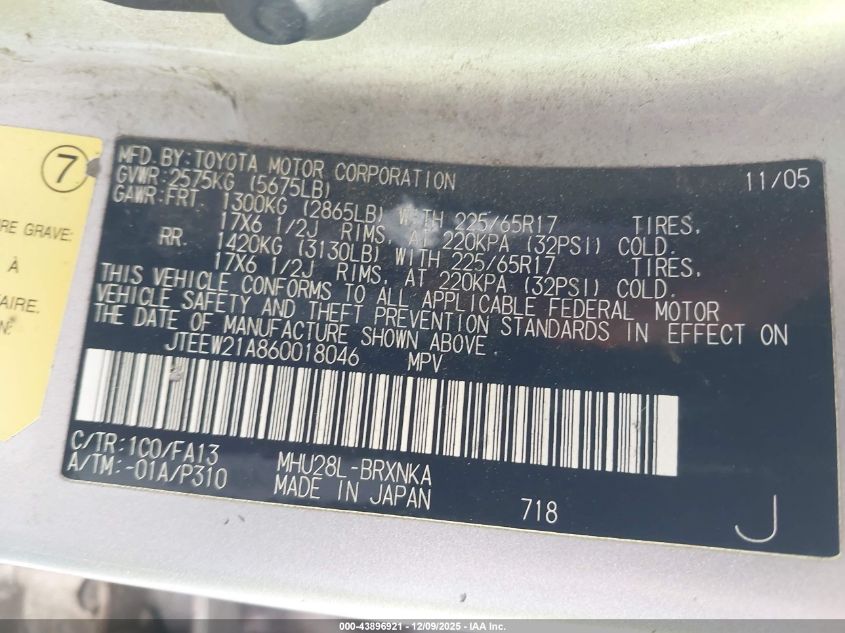 7
RE GRAVE:
À
AIRE.
MFD. BY: TOYOTA MOTOR CORPORATION 11/05
GVWR: 2575KG (5675LB)
GAWR: FRT. 1300KG (2865LB) WITH 225/65R17 TIRES,
17X6 1/2J RIMS, AT 220KPA (32PSI) COLD.
RR. 1420KG (3130LB) WITH 225/65R17 TIRES,
17X6 1/2J RIMS, AT 220KPA (32PSI) COLD.
THIS VEHICLE CONFORMS TO ALL APPLICABLE FEDERAL MOTOR
VEHICLE SAFETY AND THEFT PREVENTION STANDARDS IN EFFECT ON
THE DATE OF MANUFACTURE SHOWN ABOVE
JTEEW21A860018046 MPV
C/TR: 1C0/FA13
A/TM: -01A/P310
MHU28L-BRXNKA
MADE IN JAPAN
718
J
000-43896921 - 12/09/2025 - IAA Inc.